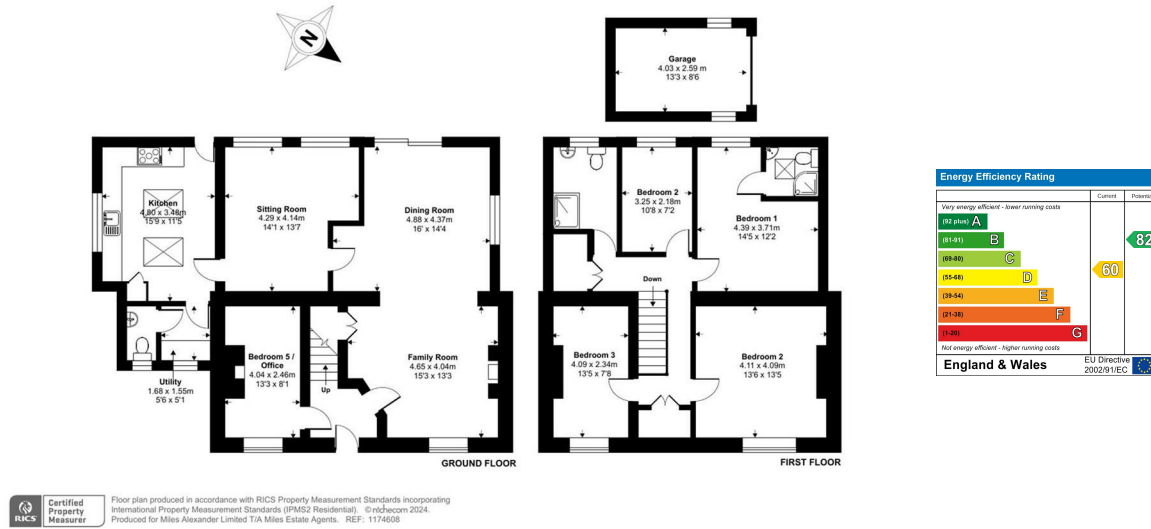 N
Garage
4.03 x 2.59 m
13'3 x 8'6
Kitchen
4.80 x 3.48m
15'9 x 11'5
Sitting Room
4.29 x 4.14m
14'1 x 13'7
Dining Room
4.88 x 4.37m
16' x 14'4
Utility
1.68 x 1.55m
5'6 x 5'1
Bedroom 5 /
Office
4.04 x 2.46m
13'3 x 8'1
Up
Family Room
4.65 x 4.04m
15'3 x 13'3
GROUND FLOOR
Bedroom 2
3.25 x 2.18m
10'8 x 7'2
Bedroom 1
4.39 x 3.71m
14'5 x 12'2
Down
Bedroom 3
4.09 x 2.34m
13'5 x 7'8
Bedroom 2
4.11 x 4.09m
13'6 x 13'5
FIRST FLOOR
Energy Efficiency Rating
Current
Potentia
Very energy efficient - lower running costs
(92 plus) A
(81-91) B
(69-80) C
(55-68) D
(39-54) E
(21-38) F
(1-20) G
60
82
Not energy efficient - higher running costs
England & Wales
EU Directive
2002/91/EC
RICS
Certified
Property
Measurer
Floor plan produced in accordance with RICS Property Measurement Standards incorporating
International Property Measurement Standards (IPMS2 Residential). © nichecom 2024.
Produced for Miles Alexander Limited T/A Miles Estate Agents. REF: 1174608